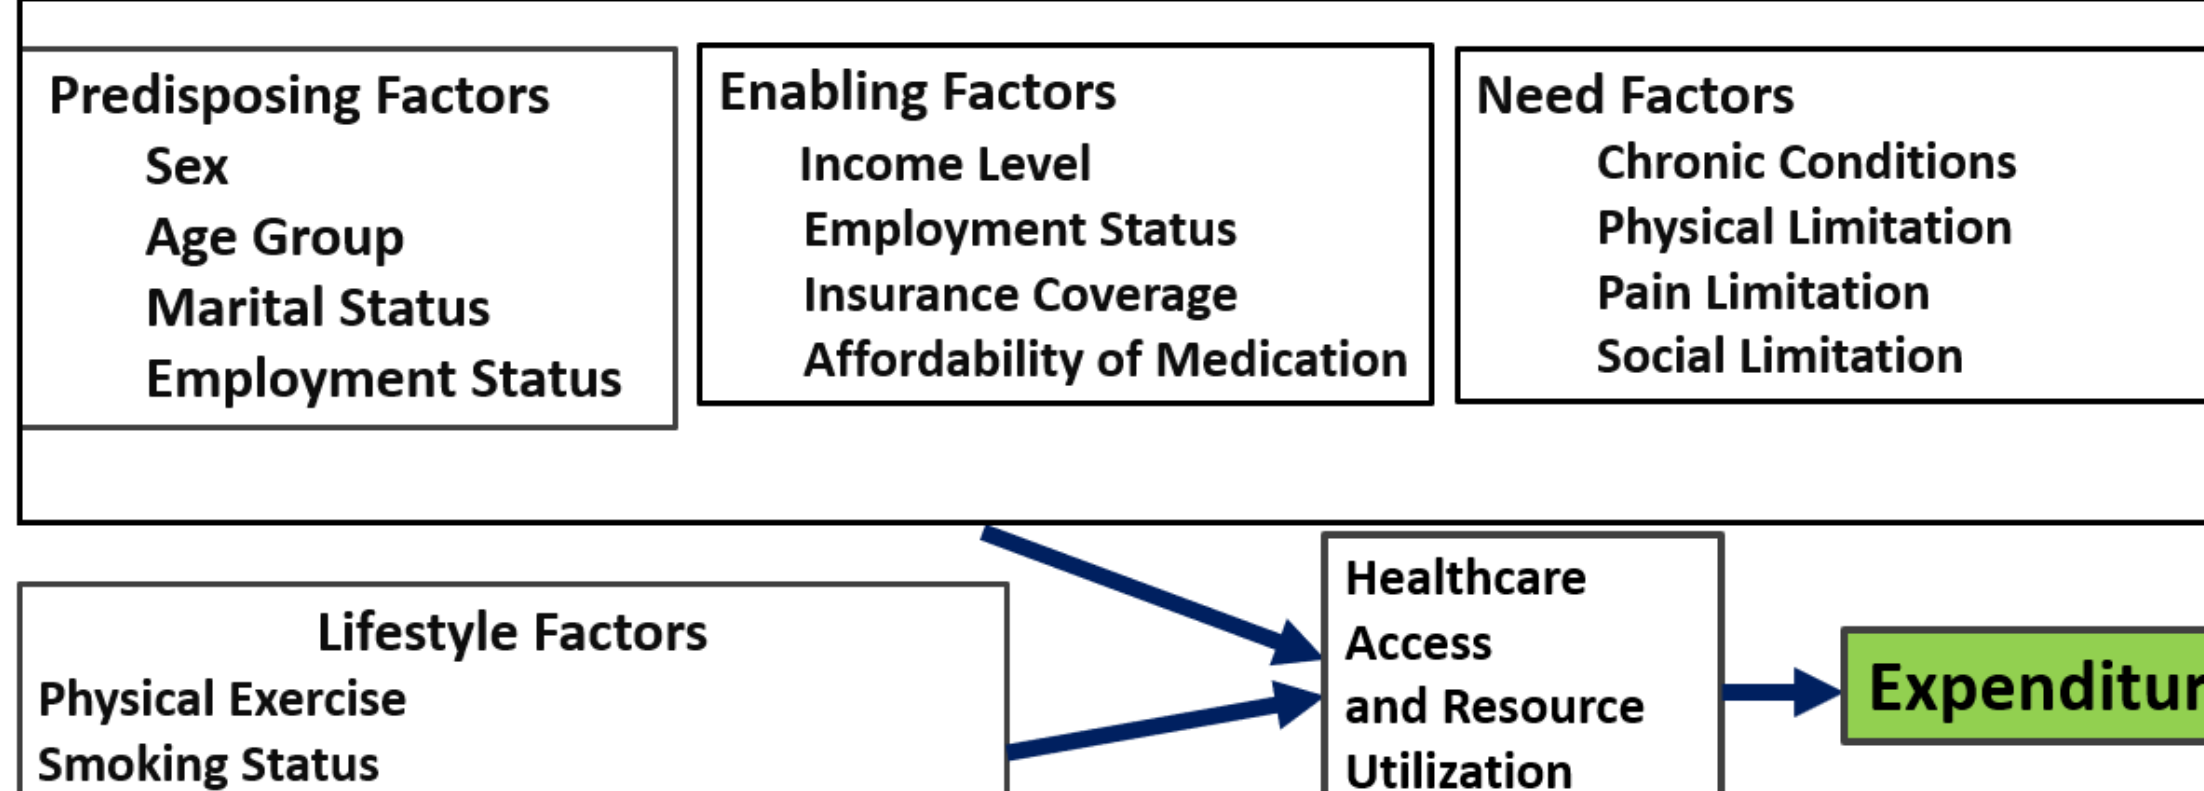 Predisposing Factors
Sex
Age Group
Marital Status
Employment Status
Enabling Factors
Income Level
Employment Status
Insurance Coverage
Affordability of Medication
Need Factors
Chronic Conditions
Physical Limitation
Pain Limitation
Social Limitation
Lifestyle Factors
Physical Exercise
Smoking Status
Healthcare
Access
and Resource
Utilization
Expenditur